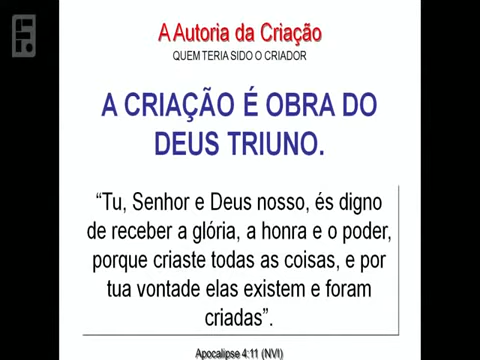 A Autoria da Criação
QUEM TERIA SIDO O CRIADOR
A CRIAÇÃO É OBRA DO
DEUS TRIUNO.
“Tu, Senhor e Deus nosso, és digno
de receber a glória, a honra e o poder,
porque criaste todas as coisas, e por
tua vontade elas existem e foram
criadas”.
Apocalipse 4:11 (NVI)